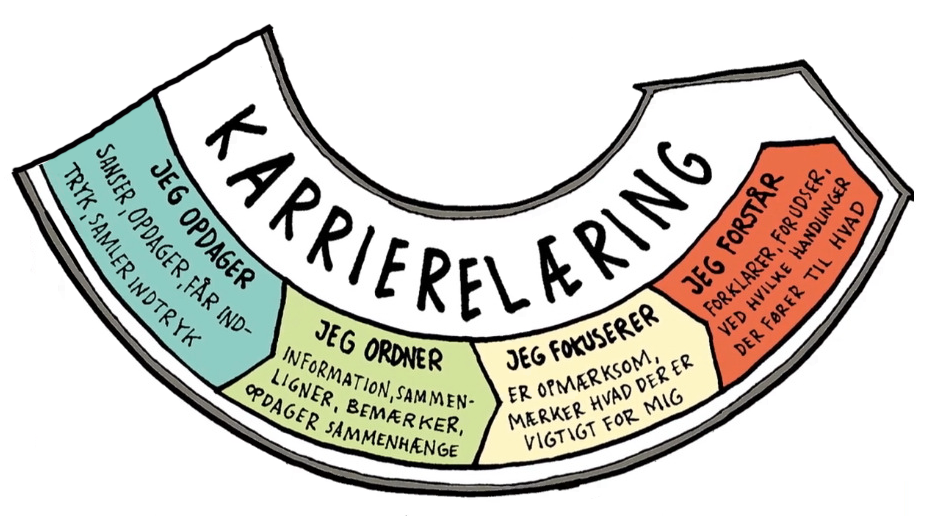 KARRIERELÆRING
JEG OPDAGER
SANSER, OPDAGER, FÅR IND-
TRYK, SAMLER INDTRYK
JEG ORDNER
INFORMATION, SAMMEN-
LIGNER, BEMÆRKER,
OPDAGER SAMMENHÆNGE
JEG FOKUSERER
ER OPMÆRKSOM,
MÆRKER HVAD DER ER
VIGTIGT FOR MIG
JEG FORSTÅR
FORKLARER, FORUDSER,
VED HVILKE HANDLINGER
DER FØRER TIL HVAD